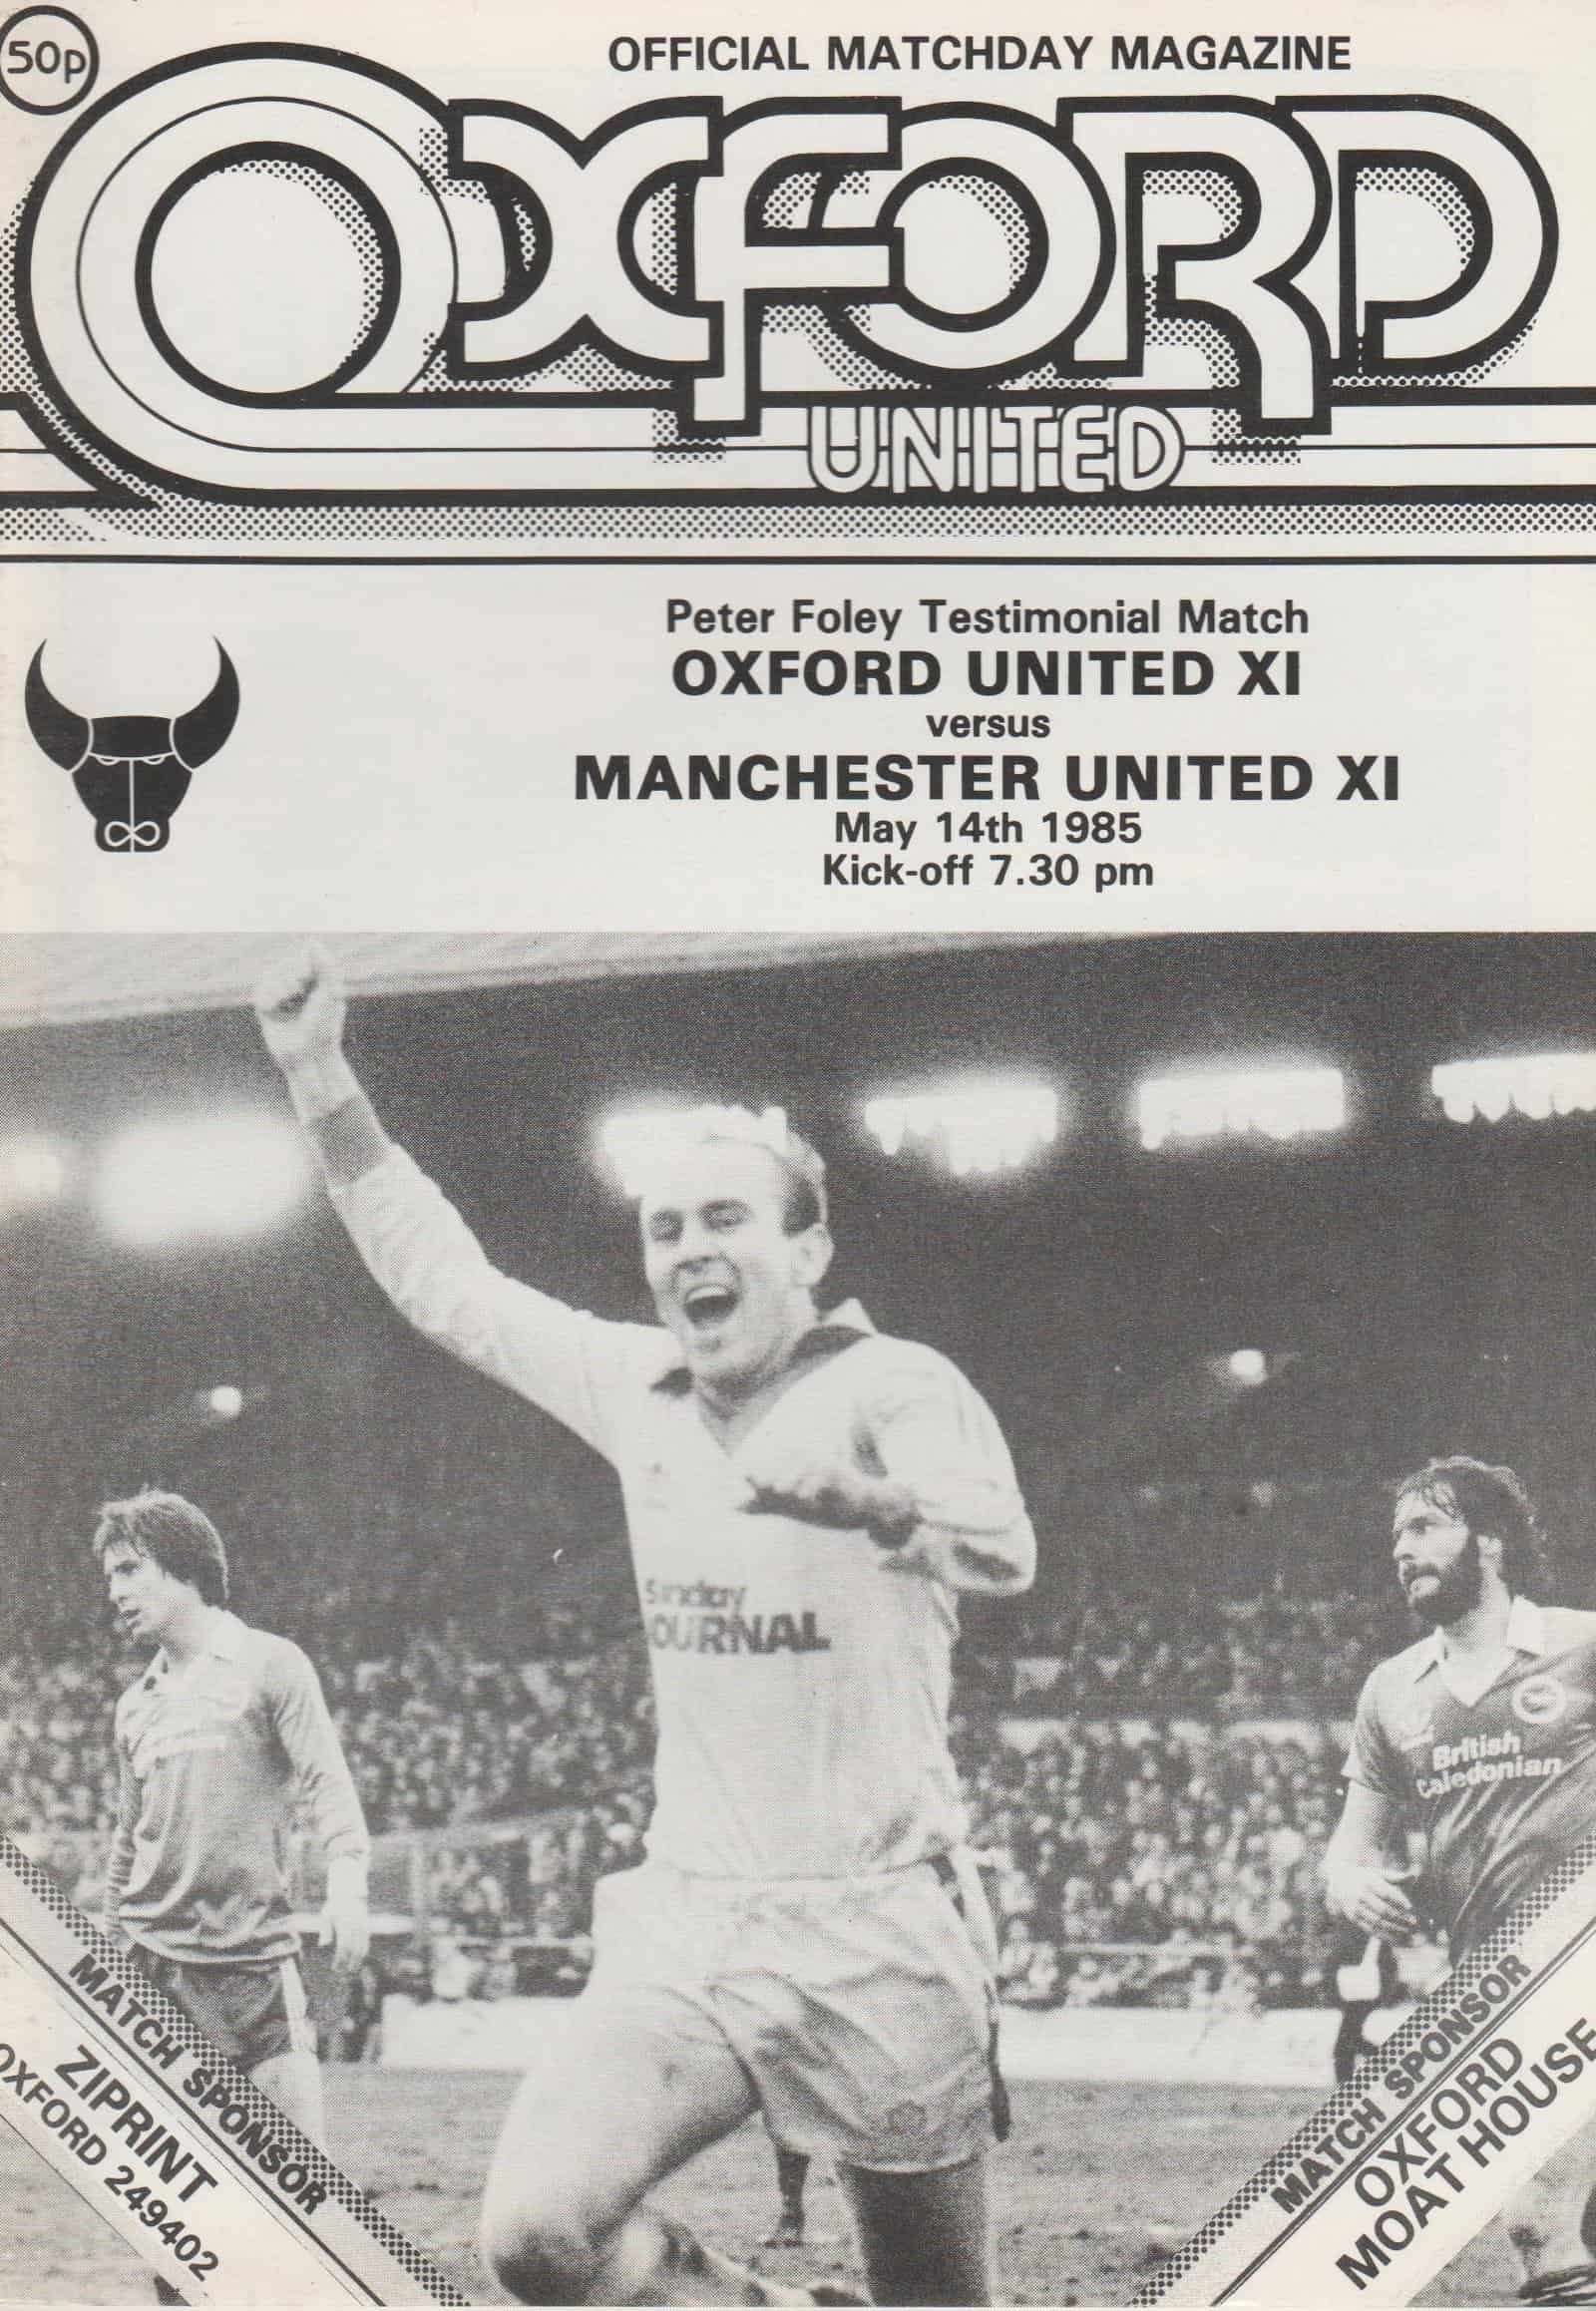 50p
OFFICIAL MATCHDAY MAGAZINE
OXFORD
UNITED
Peter Foley Testimonial Match
OXFORD UNITED XI
versus
MANCHESTER UNITED XI
May 14th 1985
Kick-off 7.30 pm
Sunday
OURNAL
British
Caledonian
MATCH SPONSOR
ZIPRINT
OXFORD 249402
MATCH SPONSOR
OXFORD
MOAT HOUSE